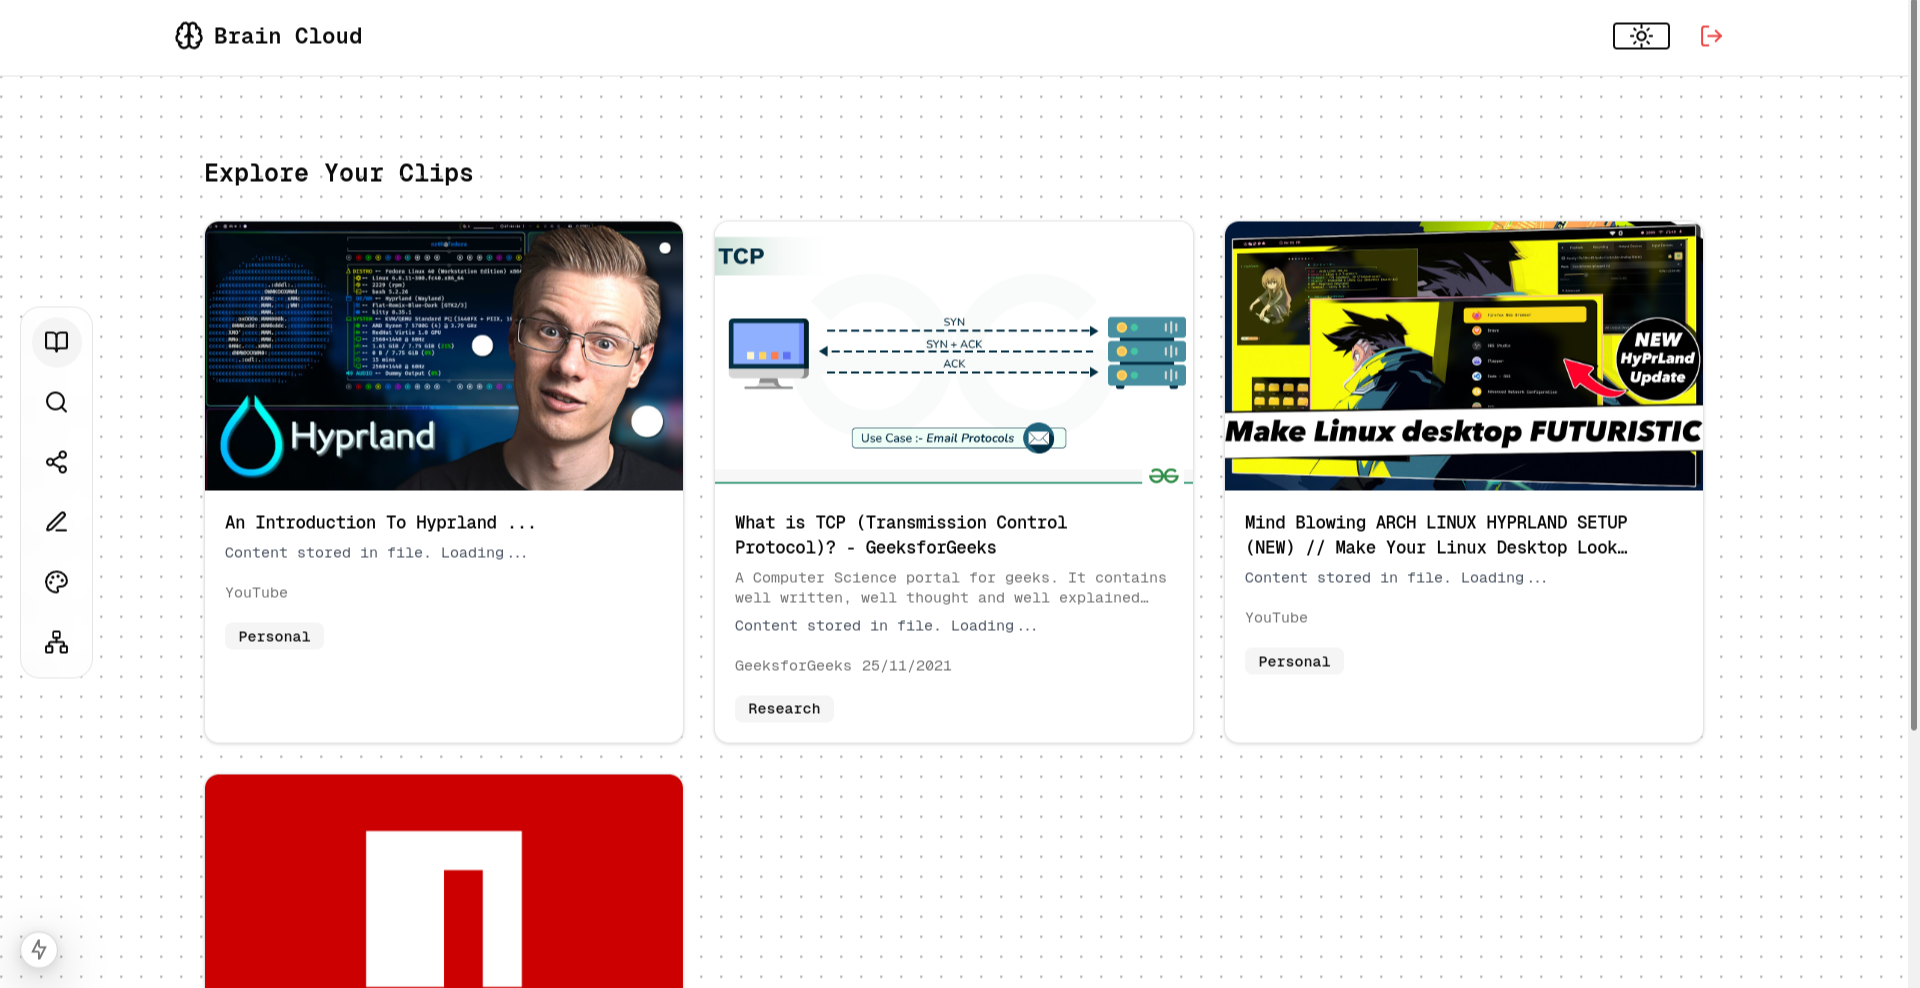 Brain Cloud
Explore Your Clips
Hyprland
An Introduction To Hyprland ...
Content stored in file. Loading...
YouTube
Personal
TCP
SYN
SYN + ACK
ACK
Use Case :- Email Protocols
What is TCP (Transmission Control
Protocol)? - GeeksforGeeks
A Computer Science portal for geeks. It contains
well written, well thought and well explained…
Content stored in file. Loading...
GeeksforGeeks 25/11/2021
Research
NEW
HyPrLand
Update
Make Linux desktop FUTURISTIC
Mind Blowing ARCH LINUX HYPRLAND SETUP
(NEW) // Make Your Linux Desktop Look…
Content stored in file. Loading...
YouTube
Personal